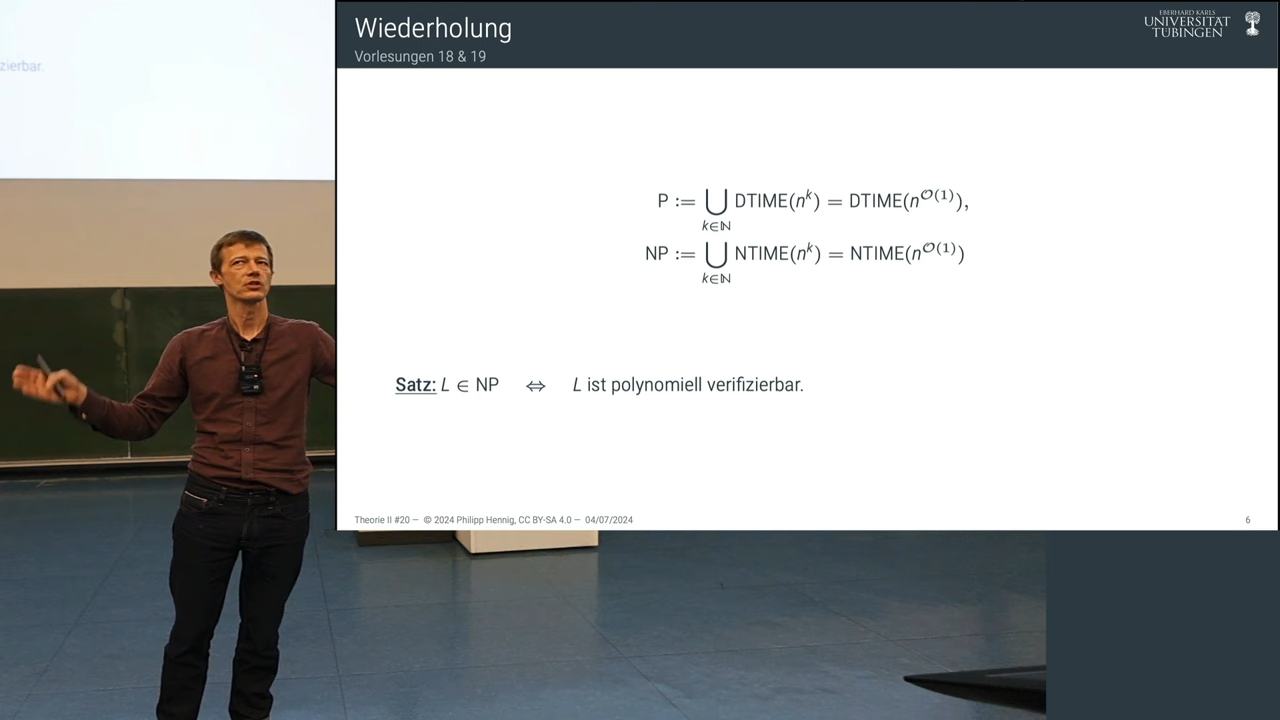 zierbar.
Wiederholung
Vorlesungen 18 & 19
EBERHARD KARLS
UNIVERSITÄT
TÜBINGEN
P := ⋃ DTIME(n^k) = DTIME(n^𝒪(1)),
k∈ℕ
NP := ⋃ NTIME(n^k) = NTIME(n^𝒪(1))
k∈ℕ
Satz: L ∈ NP ⇔ L ist polynomiell verifizierbar.
Theorie II #20 — © 2024 Philipp Hennig, CC BY-SA 4.0 — 04/07/2024
6